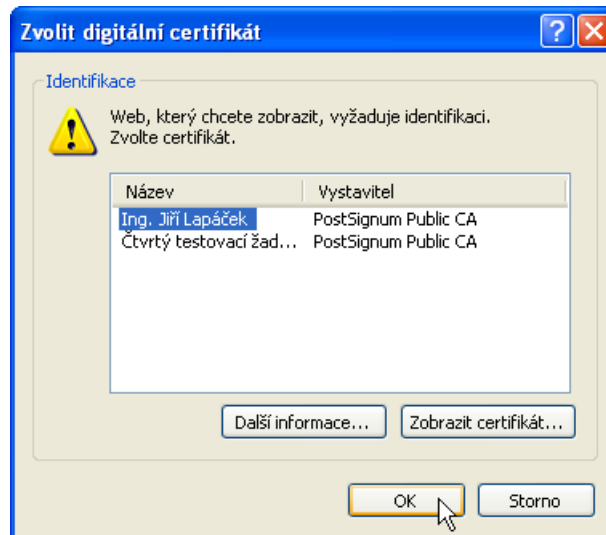 Zvolit digitální certifikát
Identifikace
Web, který chcete zobrazit, vyžaduje identifikaci.
Zvolte certifikát.
Název Vystavitel
Ing. Jiří Lapáček PostSignum Public CA
Čtvrtý testovací žad... PostSignum Public CA
Další informace... Zobrazit certifikát...
OK Storno